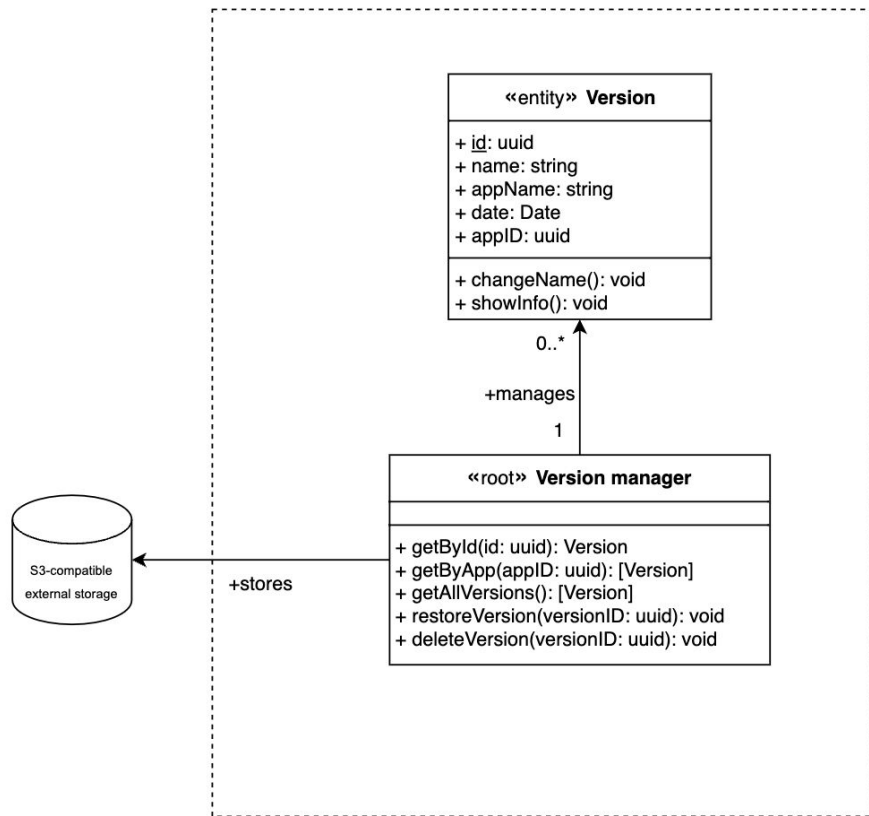 «entity» Version
+ id: uuid
+ name: string
+ appName: string
+ date: Date
+ appID: uuid
+ changeName(): void
+ showInfo(): void
0..*
+manages
1
«root» Version manager
+ getById(id: uuid): Version
+ getByApp(appID: uuid): [Version]
+ getAllVersions(): [Version]
+ restoreVersion(versionID: uuid): void
+ deleteVersion(versionID: uuid): void
+stores
S3-compatible
external storage